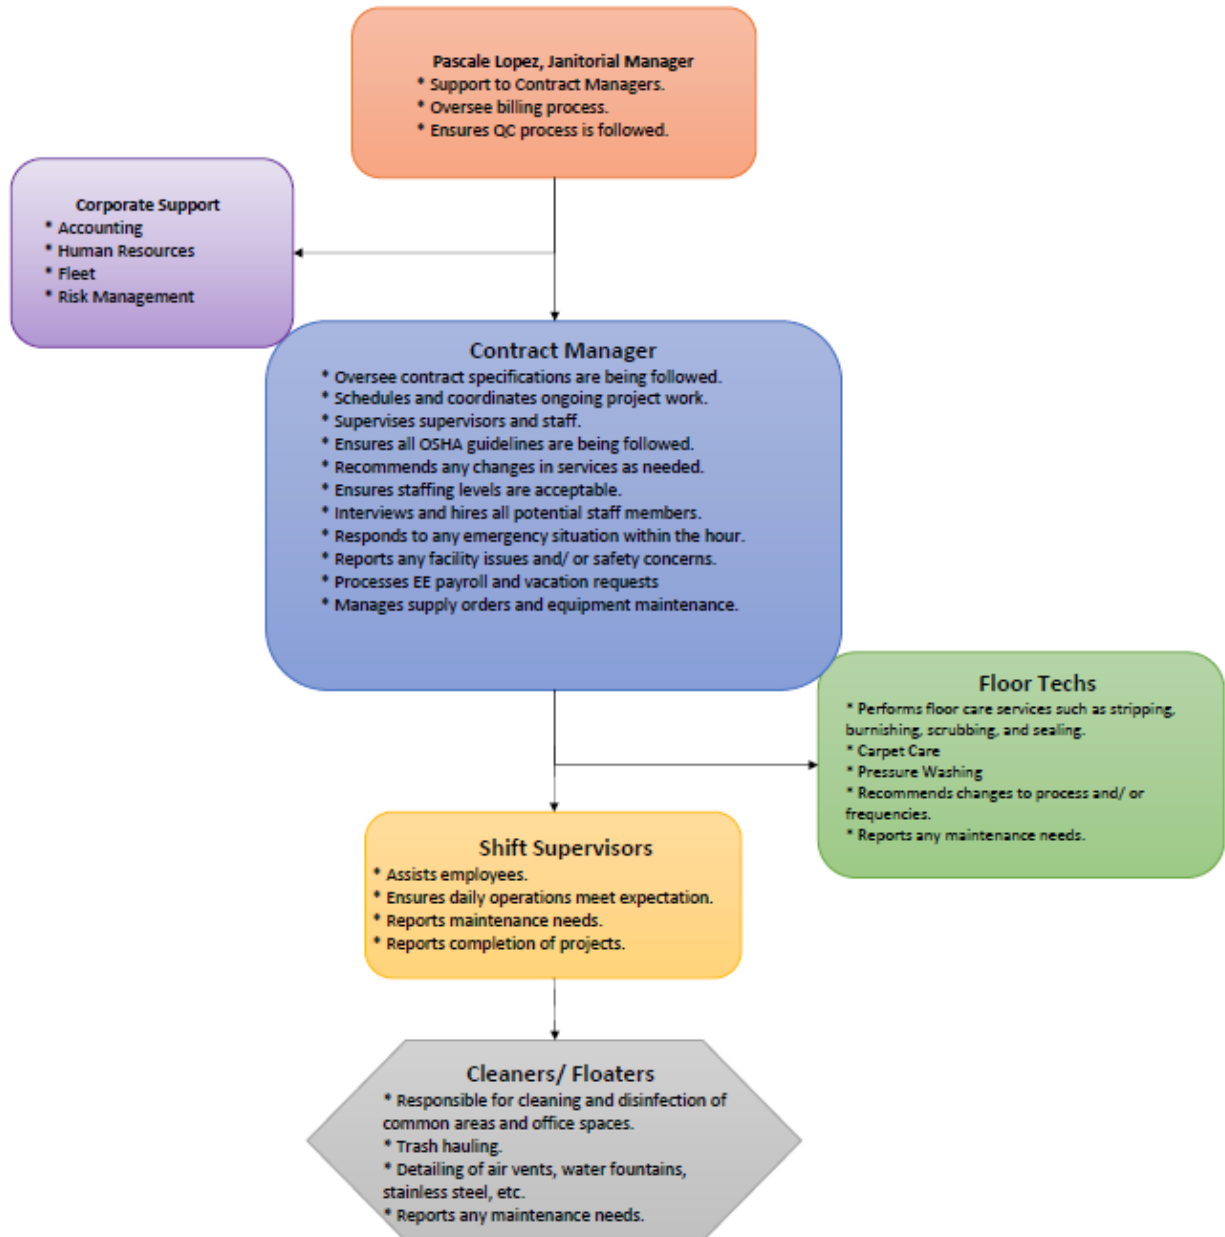 Pascale Lopez, Janitorial Manager
* Support to Contract Managers.
* Oversee billing process.
* Ensures QC process is followed.
Corporate Support
* Accounting
* Human Resources
* Fleet
* Risk Management
Contract Manager
* Oversee contract specifications are being followed.
* Schedules and coordinates ongoing project work.
* Supervises supervisors and staff.
* Ensures all OSHA guidelines are being followed.
* Recommends any changes in services as needed.
* Ensures staffing levels are acceptable.
* Interviews and hires all potential staff members.
* Responds to any emergency situation within the hour.
* Reports any facility issues and/ or safety concerns.
* Processes EE payroll and vacation requests
* Manages supply orders and equipment maintenance.
Floor Techs
* Performs floor care services such as stripping,
burnishing, scrubbing, and sealing.
* Carpet Care
* Pressure Washing
* Recommends changes to process and/ or
frequencies.
* Reports any maintenance needs.
Shift Supervisors
* Assists employees.
* Ensures daily operations meet expectation.
* Reports maintenance needs.
* Reports completion of projects.
Cleaners/ Floaters
* Responsible for cleaning and disinfection of
common areas and office spaces.
* Trash hauling.
* Detailing of air vents, water fountains,
stainless steel, etc.
* Reports any maintenance needs.